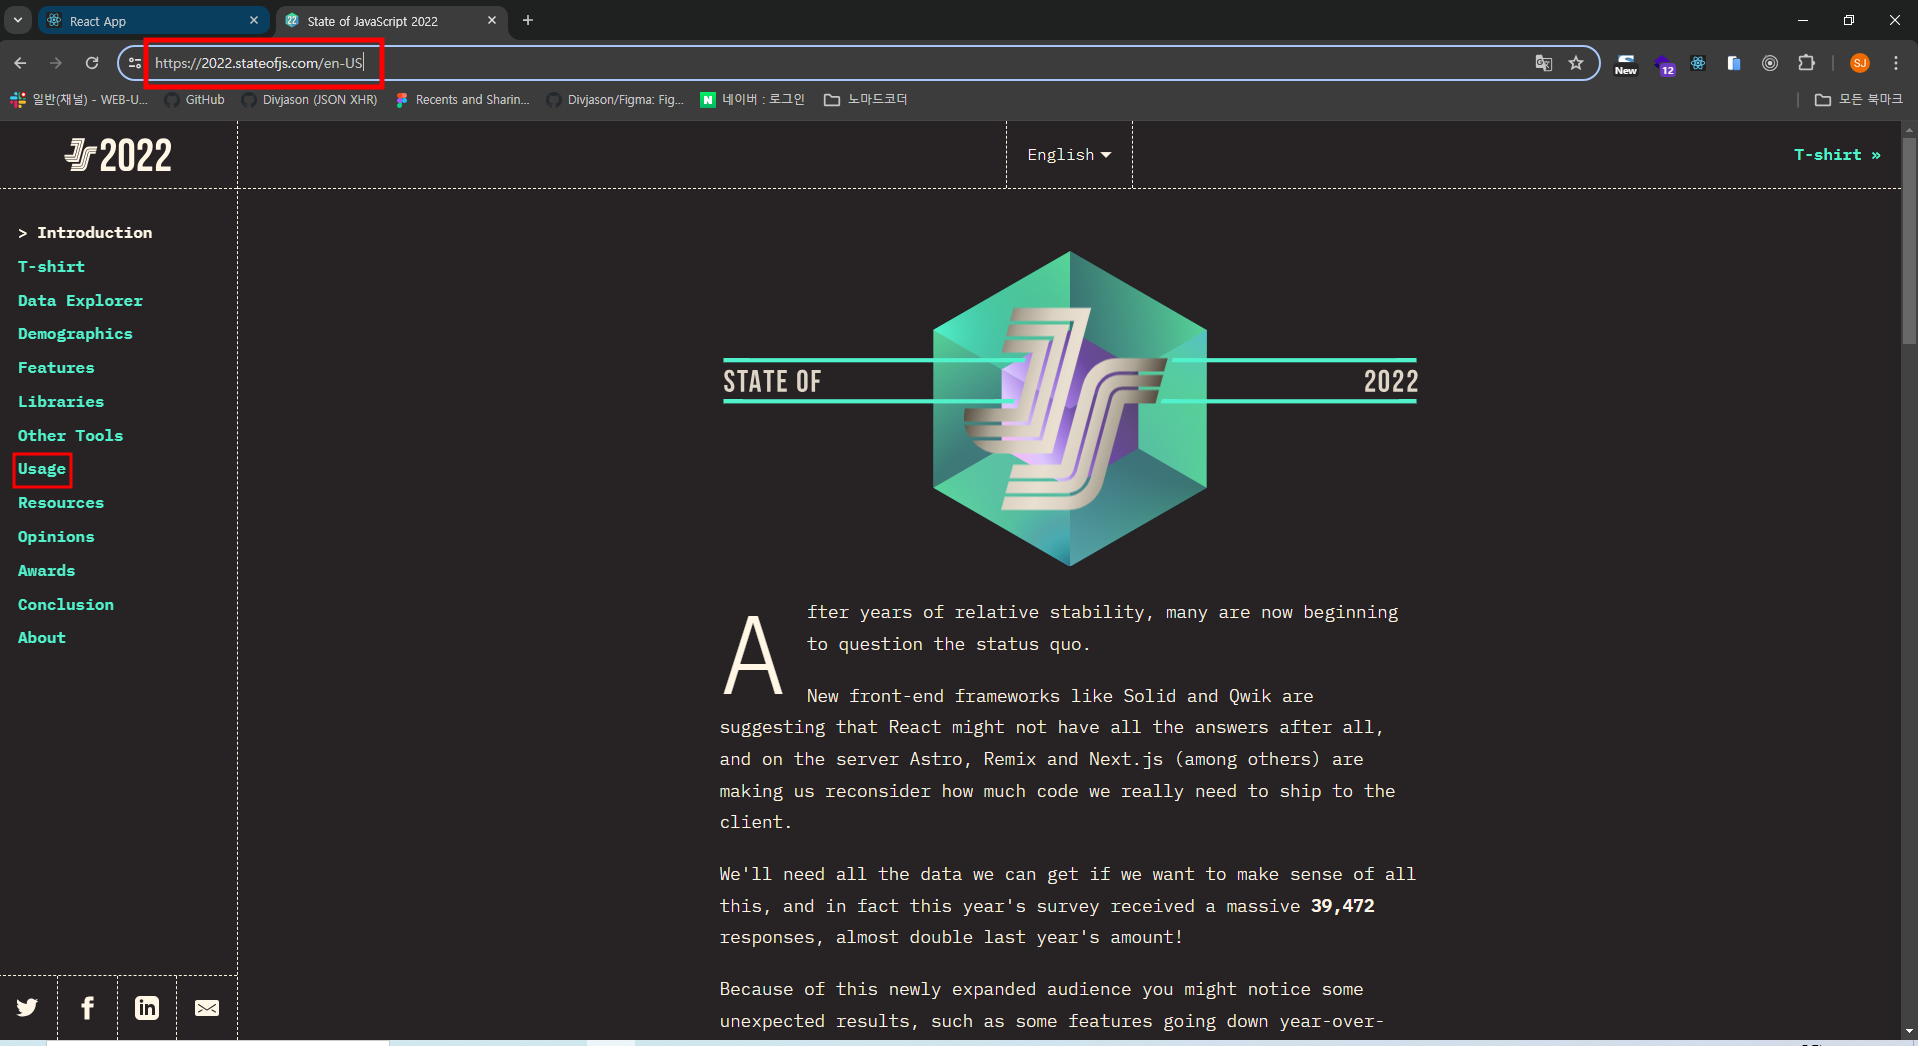 React App
State of JavaScript 2022
https://2022.stateofjs.com/en-US
New
12
SJ
일반(채널) - WEB-U...
GitHub
Divjason (JSON XHR)
Recents and Sharin...
Divjason/Figma: Fig...
N
네이버 : 로그인
노마드코더
모든 북마크
JS 2022
English
T-shirt »
> Introduction
T-shirt
Data Explorer
Demographics
Features
Libraries
Other Tools
Usage
Resources
Opinions
Awards
Conclusion
About
STATE OF
JS
2022
After years of relative stability, many are now beginning
to question the status quo.
New front-end frameworks like Solid and Qwik are
suggesting that React might not have all the answers after all,
and on the server Astro, Remix and Next.js (among others) are
making us reconsider how much code we really need to ship to the
client.
We'll need all the data we can get if we want to make sense of all
this, and in fact this year's survey received a massive 39,472
responses, almost double last year's amount!
Because of this newly expanded audience you might notice some
unexpected results, such as some features going down year-over-